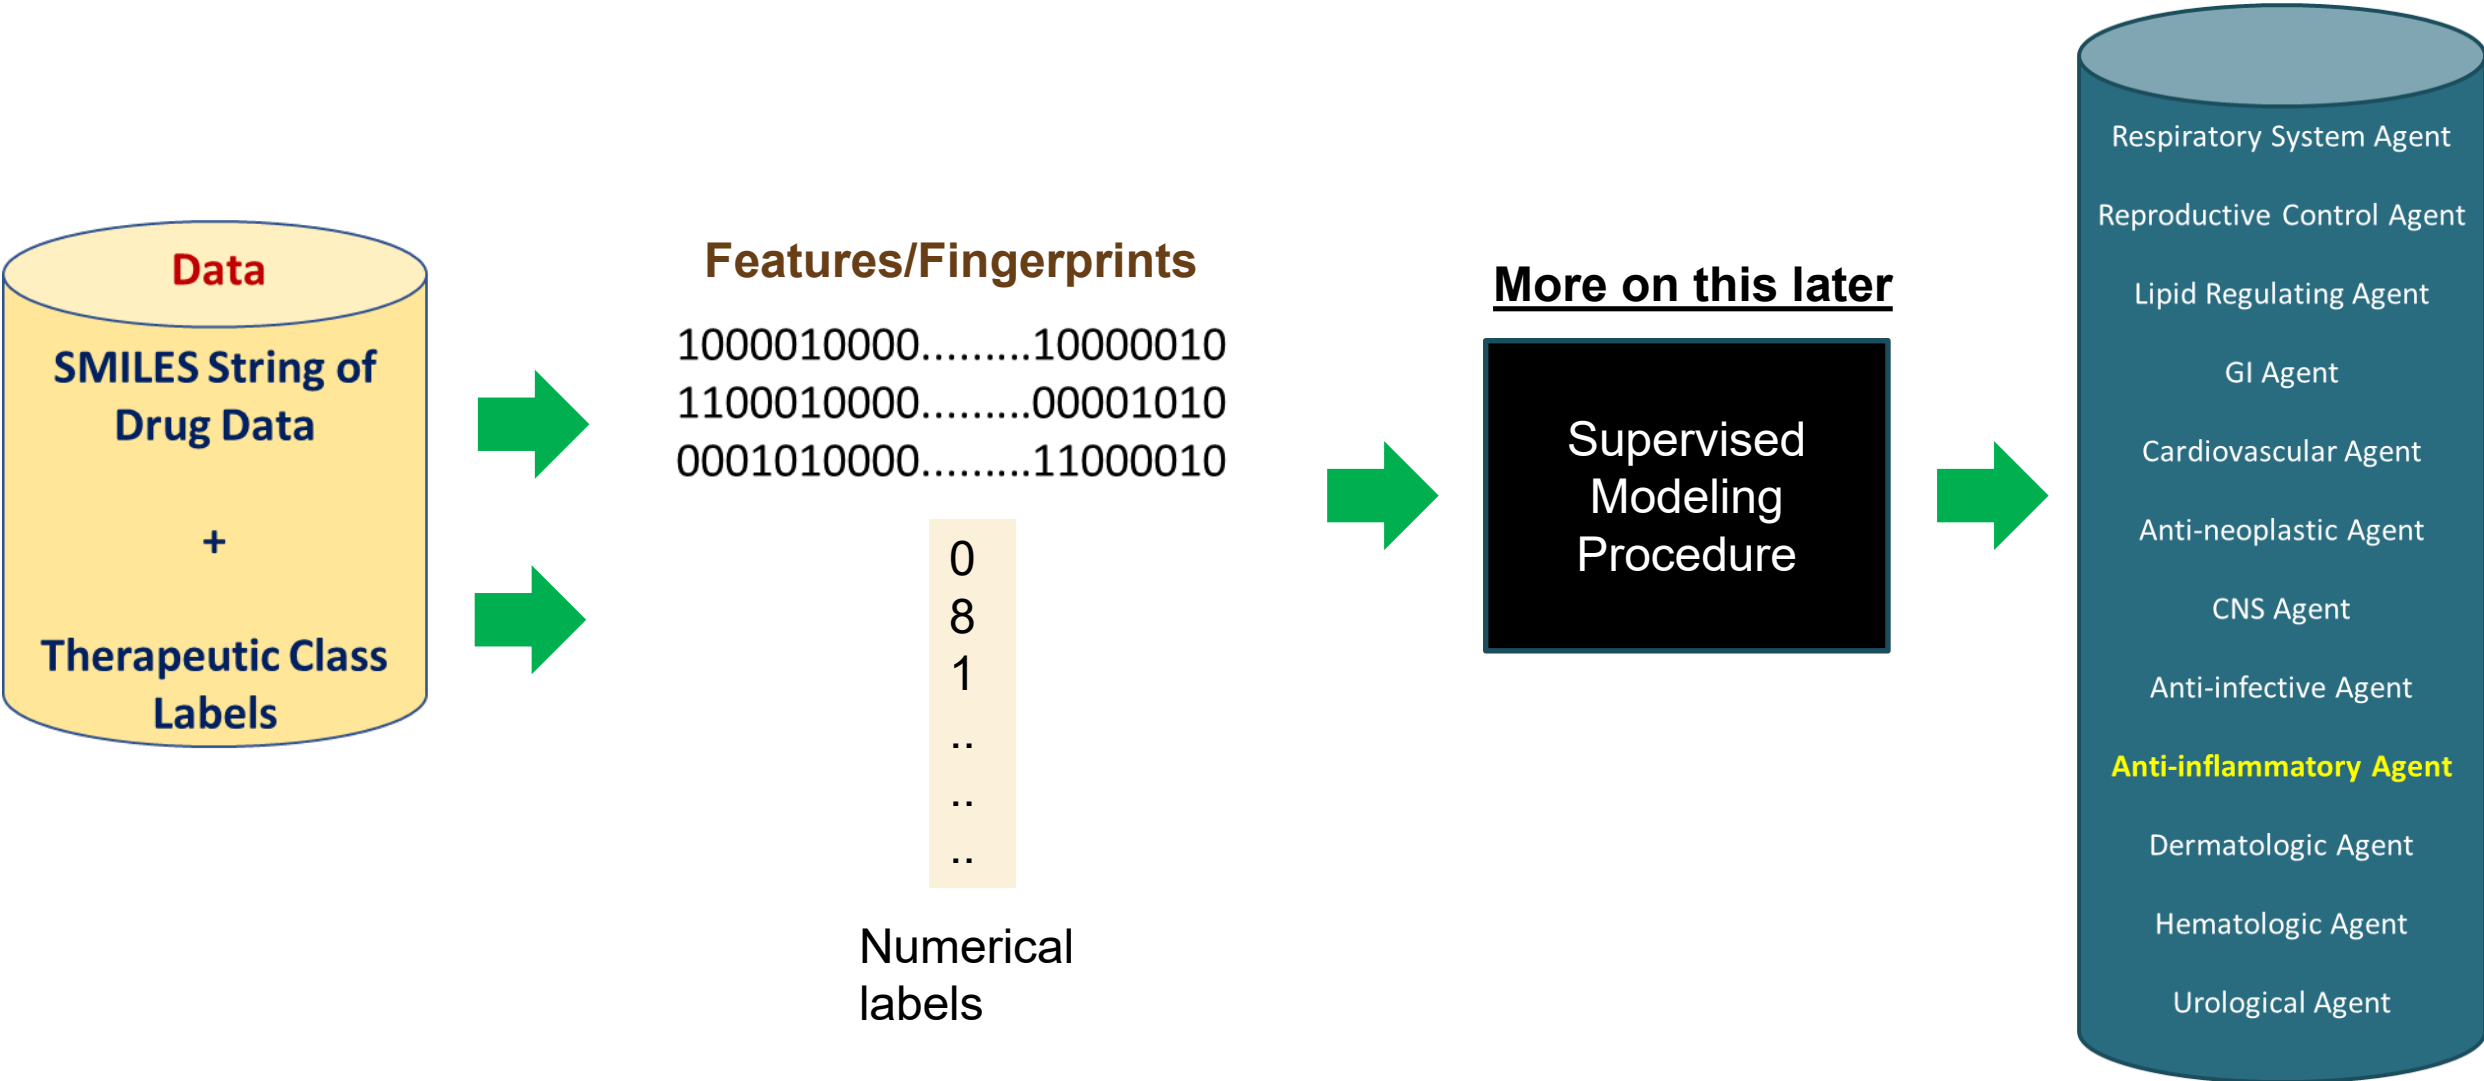 Data
SMILES String of
Drug Data
+
Therapeutic Class
Labels
Features/Fingerprints
1000010000.........10000010
1100010000.........00001010
0001010000.........11000010
0
8
1
..
..
..
Numerical
labels
More on this later
Supervised
Modeling
Procedure
Respiratory System Agent
Reproductive Control Agent
Lipid Regulating Agent
GI Agent
Cardiovascular Agent
Anti-neoplastic Agent
CNS Agent
Anti-infective Agent
Anti-inflammatory Agent
Dermatologic Agent
Hematologic Agent
Urological Agent